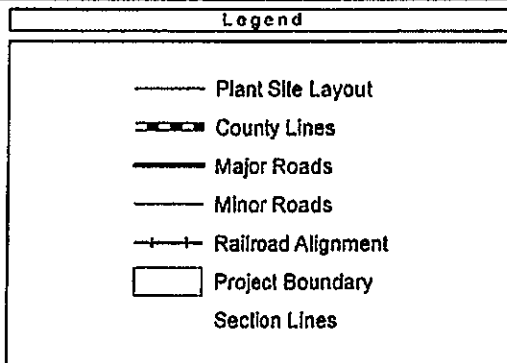 Legend
Plant Site Layout
County Lines
Major Roads
Minor Roads
Railroad Alignment
Project Boundary
Section Lines